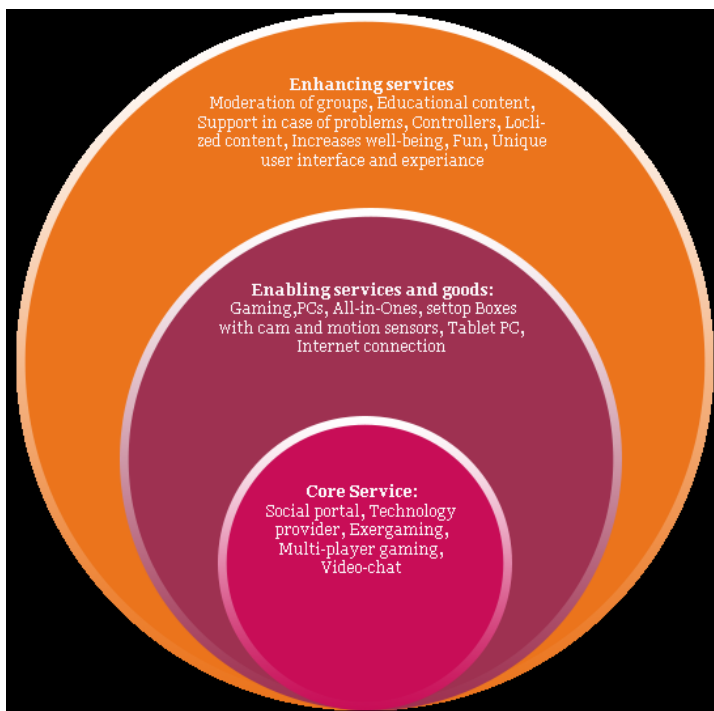 Enhancing services
Moderation of groups, Educational content,
Support in case of problems, Controllers, Locli-
zed content, Increases well-being, Fun, Unique
user interface and experiance
Enabling services and goods:
Gaming,PCs, All-in-Ones, settop Boxes
with cam and motion sensors, Tablet PC,
Internet connection
Core Service:
Social portal, Technology
provider, Exergaming,
Multi-player gaming,
Video-chat